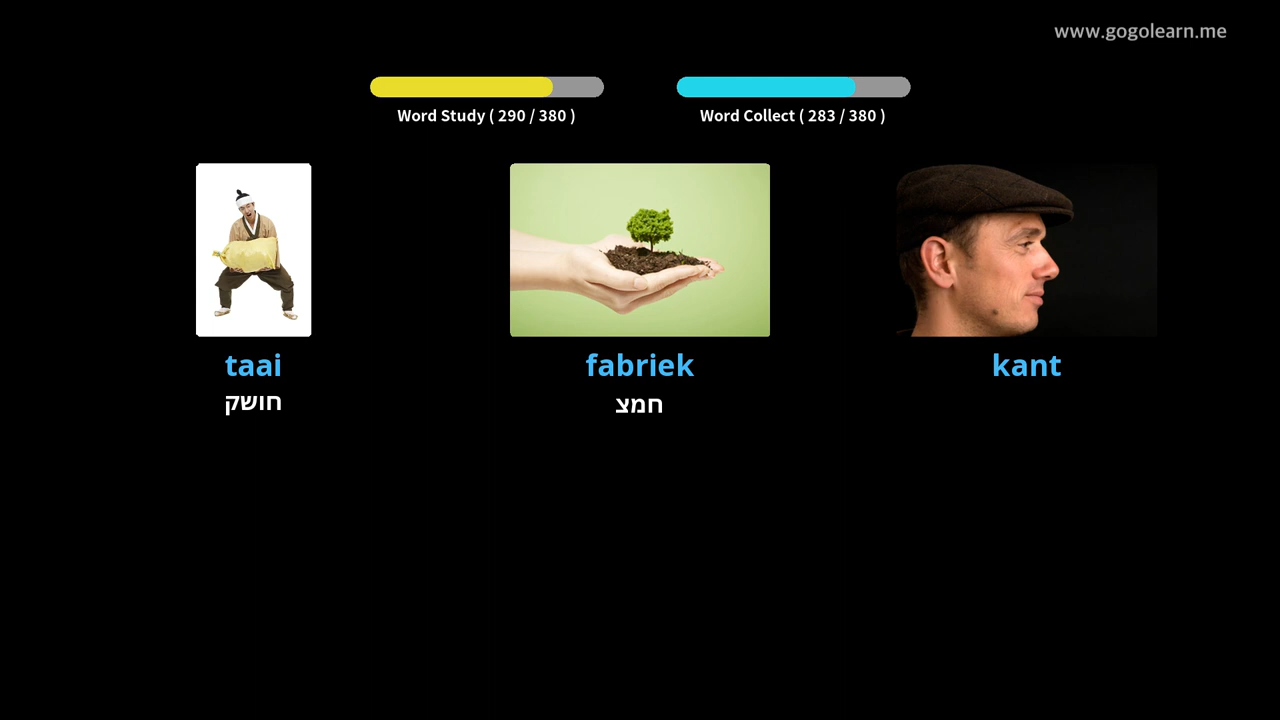 www.gogolearn.me
Word Study ( 290 / 380 )
Word Collect ( 283 / 380 )
taai
חושק
fabriek
חמצ
kant